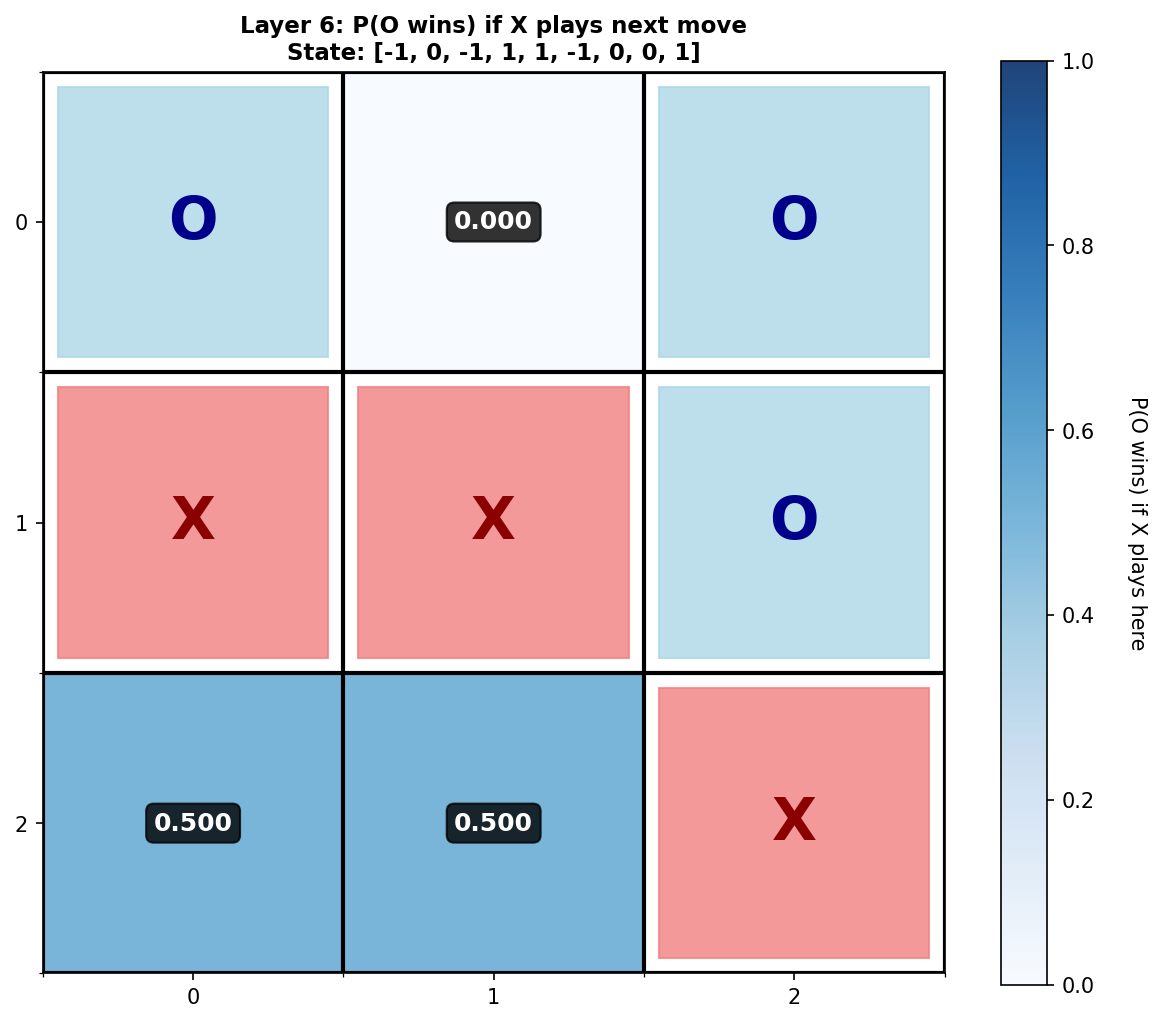 Layer 6: P(O wins) if X plays next move
State: [-1, 0, -1, 1, 1, -1, 0, 0, 1]
0
O
0.000
O
1
X
X
O
2
0.500
0.500
X
0
1
2
1.0
0.8
0.6
0.4
0.2
0.0
P(O wins) if X plays here